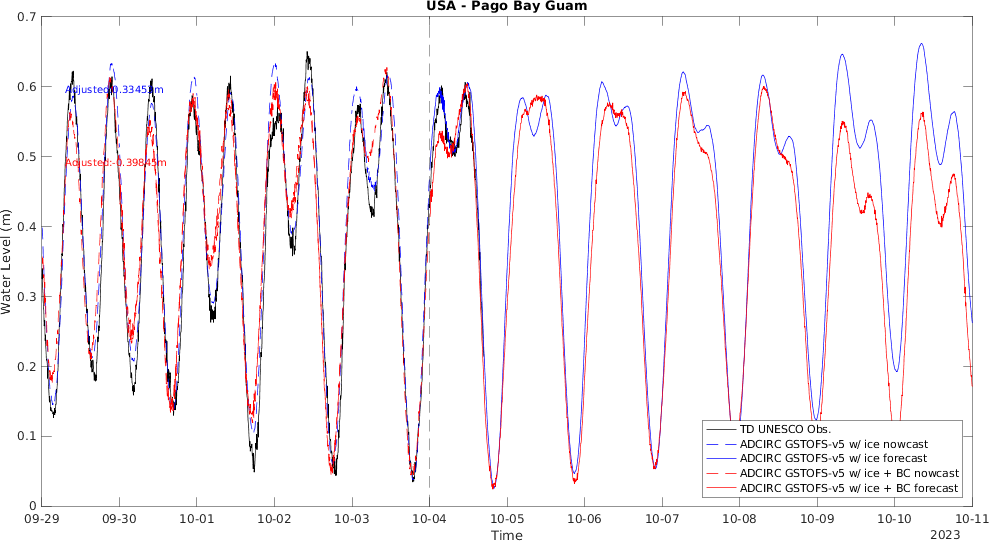 USA - Pago Bay Guam
0.7
0.6
0.5
0.4
0.3
0.2
0.1
0
Water Level (m)
Adjusted:0.33453m
Adjusted:-0.39845m
TD UNESCO Obs.
ADCIRC GSTOFS-v5 w/ ice nowcast
ADCIRC GSTOFS-v5 w/ ice forecast
ADCIRC GSTOFS-v5 w/ ice + BC nowcast
ADCIRC GSTOFS-v5 w/ ice + BC forecast
09-29 09-30 10-01 10-02 10-03 10-04 10-05 10-06 10-07 10-08 10-09 10-10 10-11
Time
2023